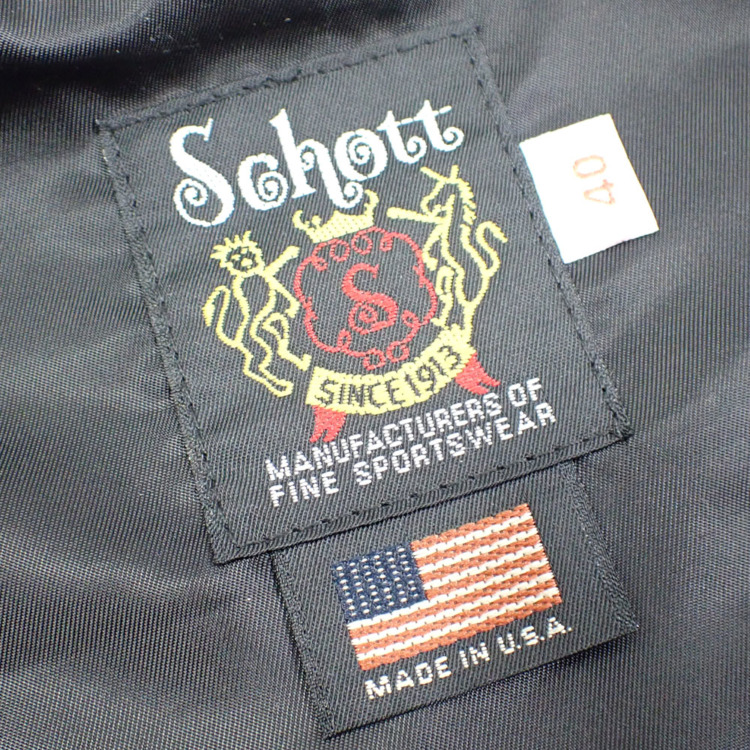 Schott
40
S
SINCE 1913
MANUFACTURERS OF
FINE SPORTSWEAR
MADE IN U.S.A.